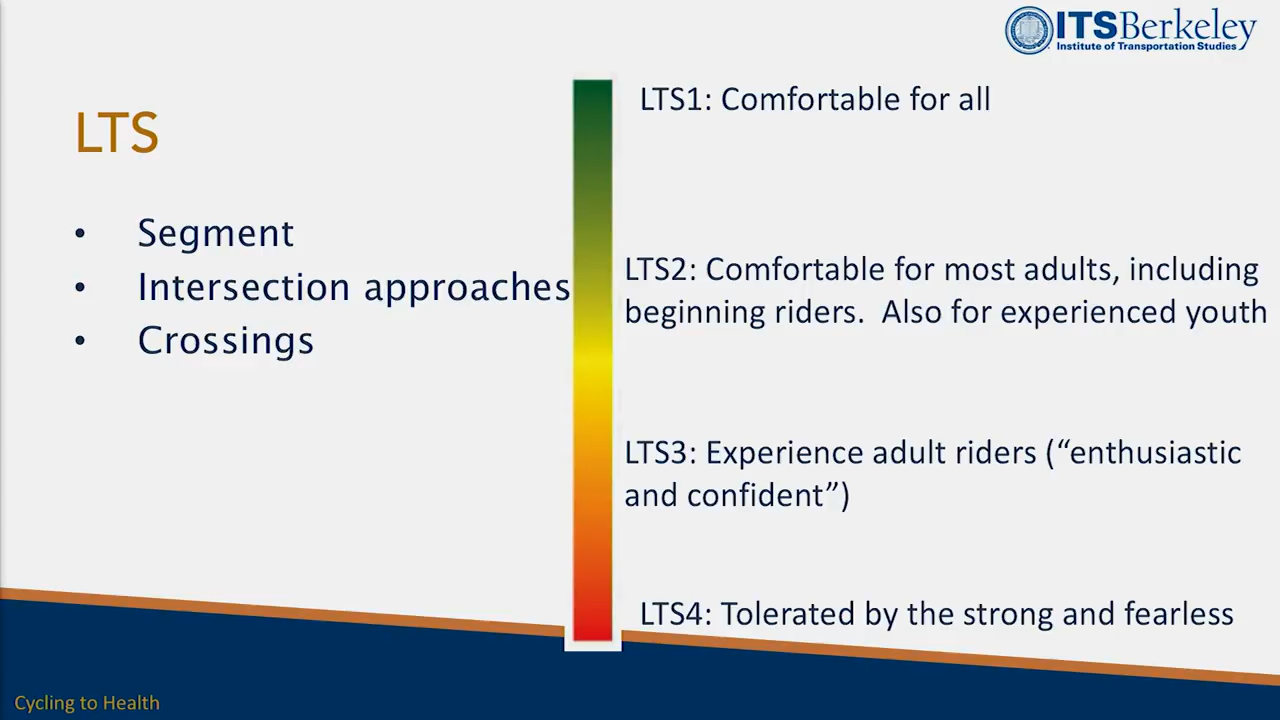 ITSBerkeley
Institute of Transportation Studies
LTS
• Segment
• Intersection approaches
• Crossings
LTS1: Comfortable for all
LTS2: Comfortable for most adults, including
beginning riders.  Also for experienced youth
LTS3: Experience adult riders (“enthusiastic
and confident”)
LTS4: Tolerated by the strong and fearless
Cycling to Health